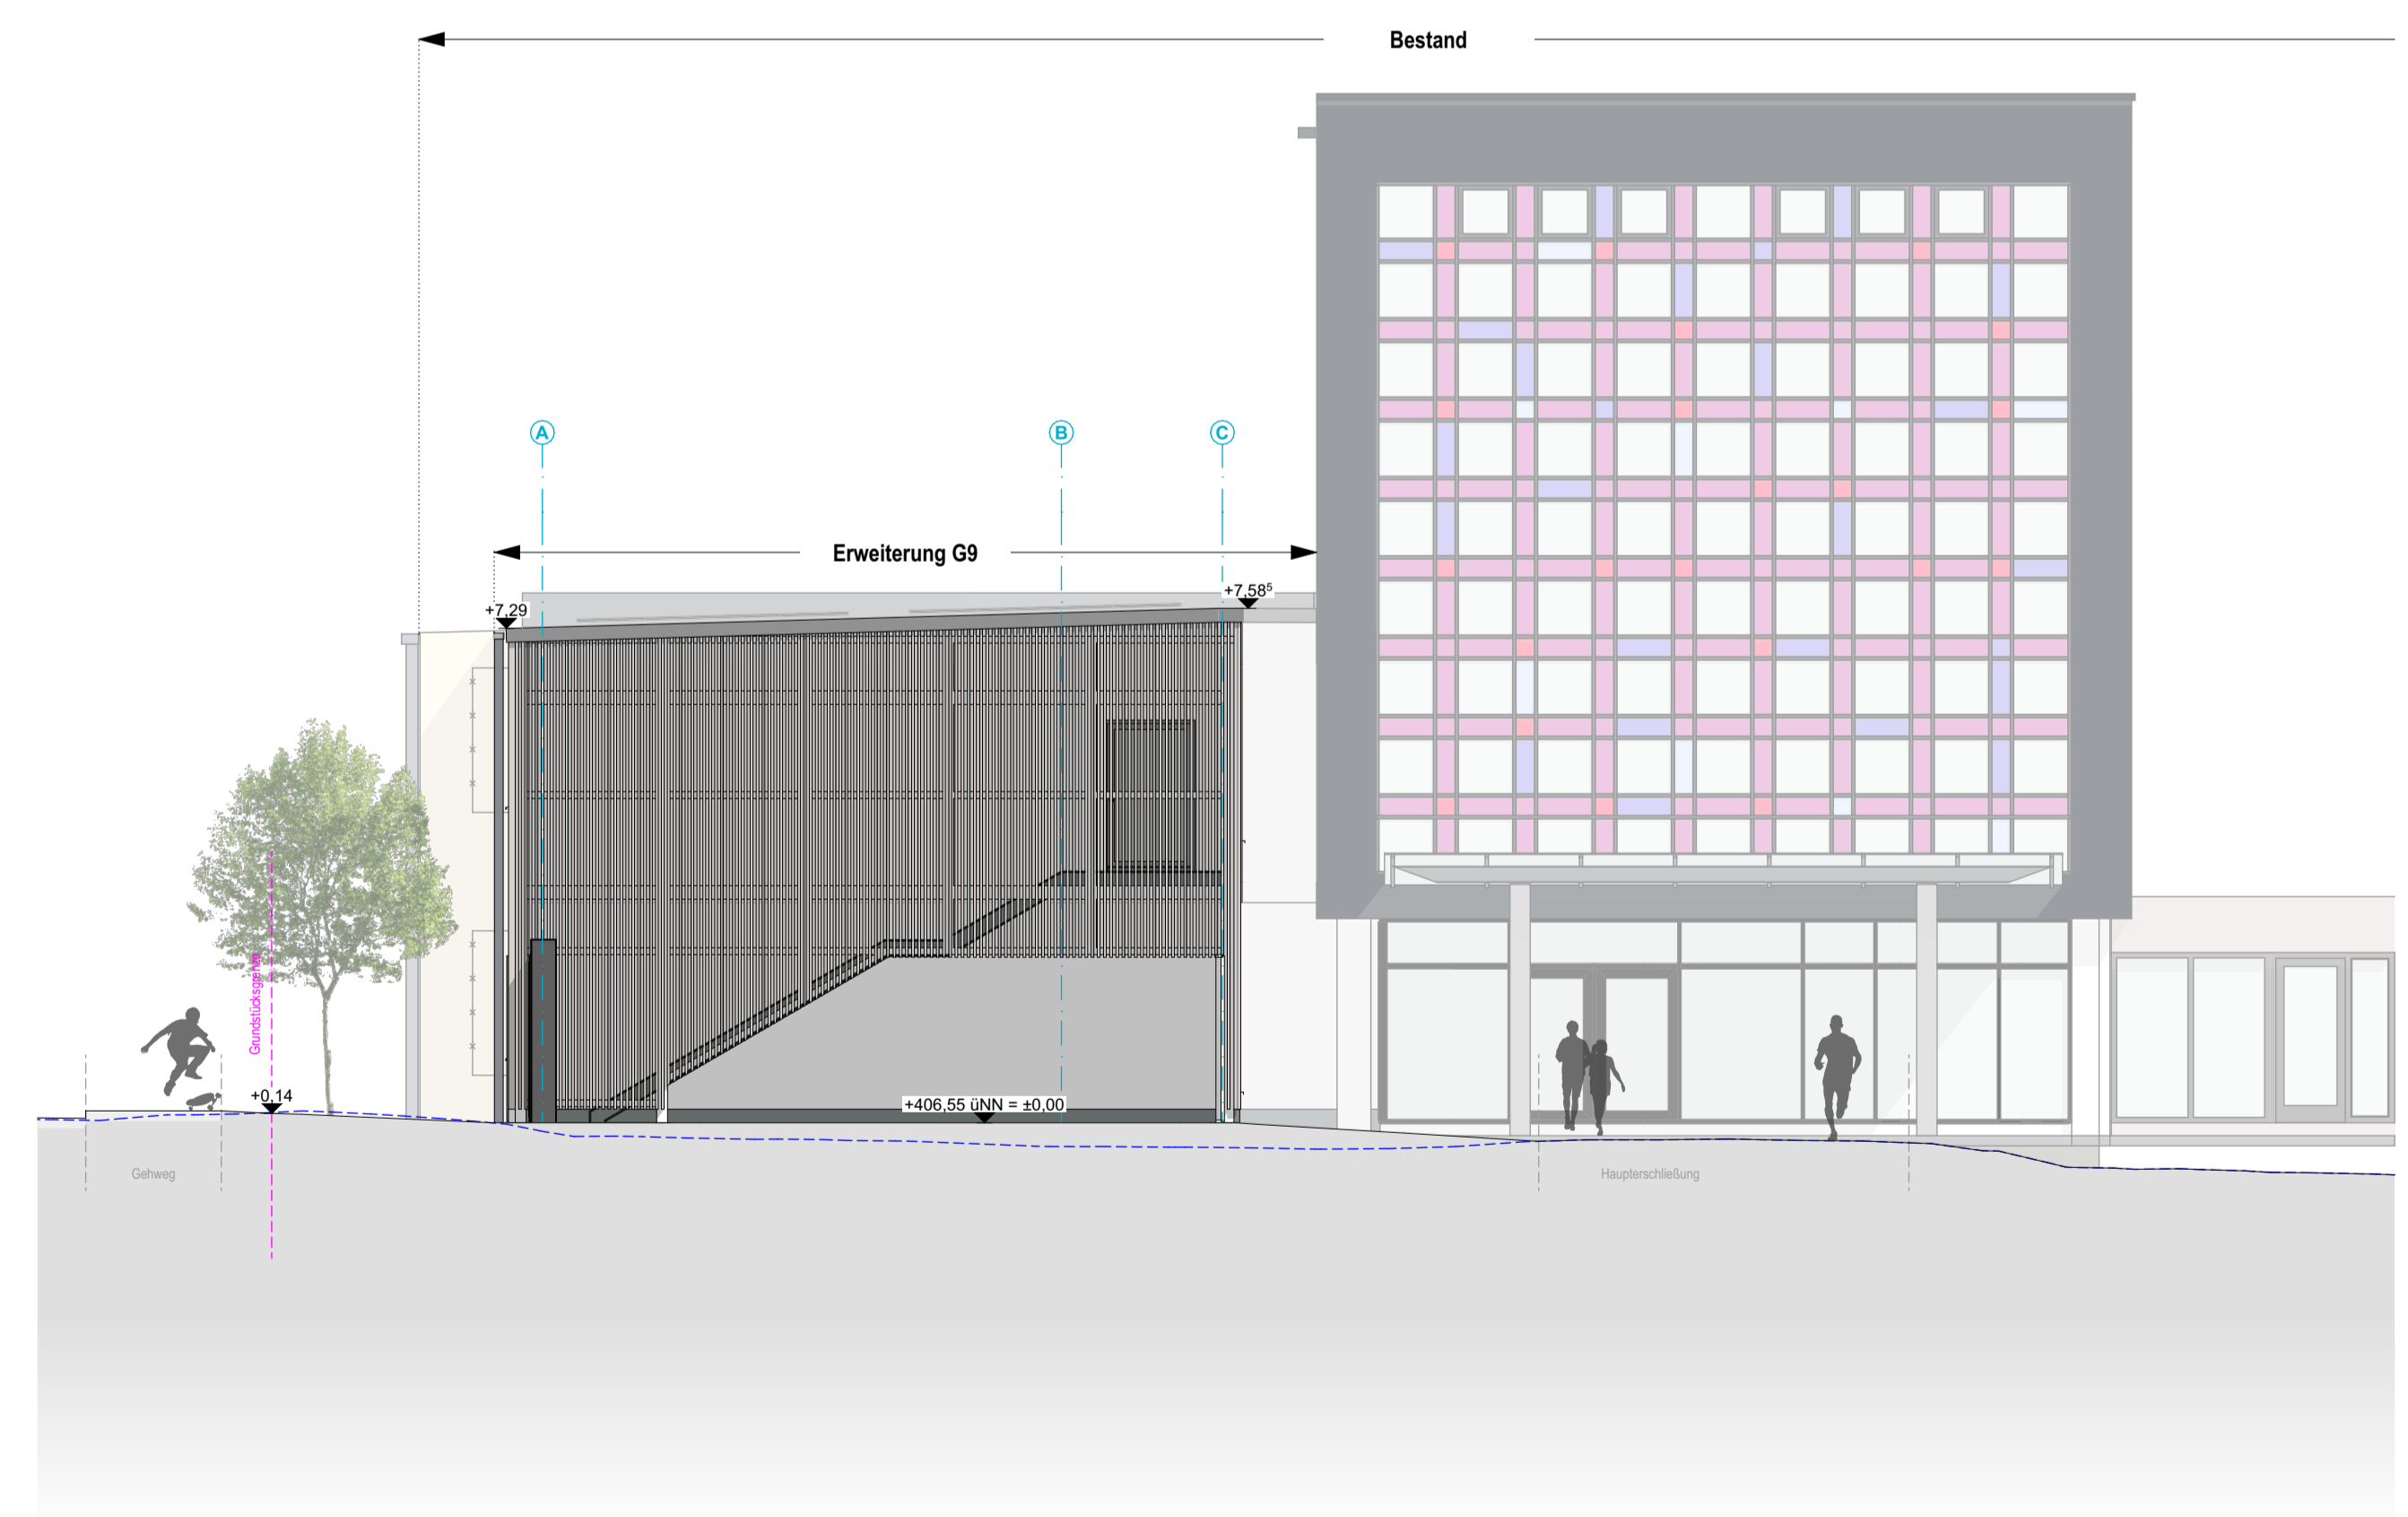 Bestand
A
B
C
Erweiterung G9
+7,58⁵
+7,29
Grundstücksgrenze
+0,14
+406,55 üNN = ±0,00
Gehweg
Haupterschließung